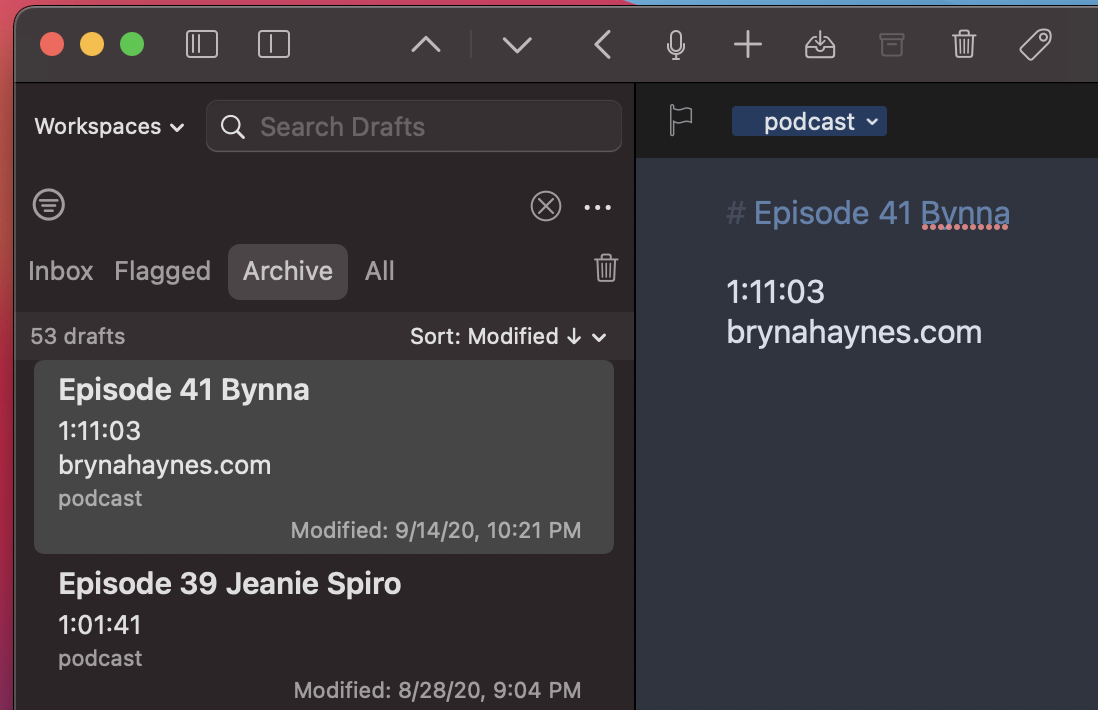 Workspaces
Search Drafts
Inbox Flagged Archive All
53 drafts Sort: Modified ↓
Episode 41 Bynna
1:11:03
brynahaynes.com
podcast
Modified: 9/14/20, 10:21 PM
Episode 39 Jeanie Spiro
1:01:41
podcast
Modified: 8/28/20, 9:04 PM
podcast
# Episode 41 Bynna
1:11:03
brynahaynes.com